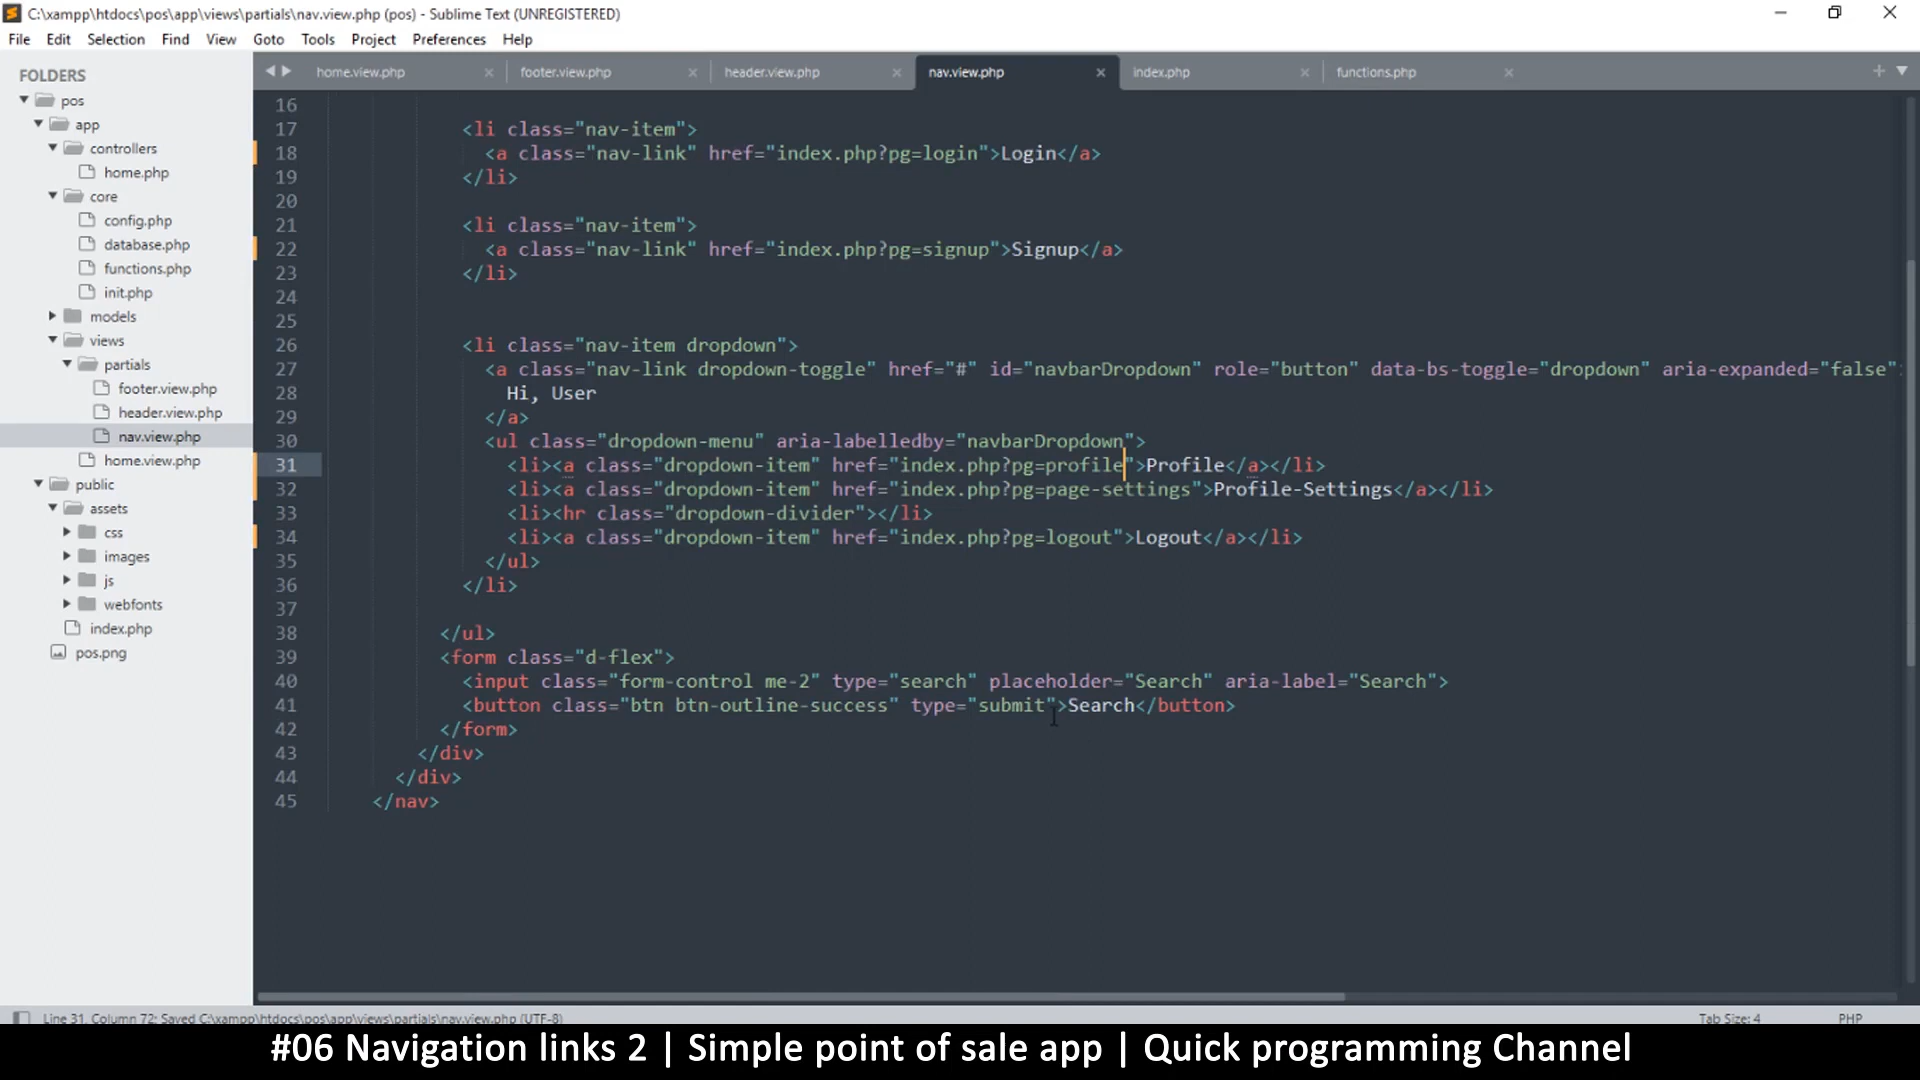 C:\xampp\htdocs\pos\app\views\partials\nav.view.php (pos) - Sublime Text (UNREGISTERED)
File Edit Selection Find View Goto Tools Project Preferences Help
FOLDERS
pos
app
controllers
home.php
core
config.php
database.php
functions.php
init.php
models
views
partials
footer.view.php
header.view.php
nav.view.php
home.view.php
public
assets
css
images
js
webfonts
index.php
pos.png
home.view.php footer.view.php header.view.php nav.view.php index.php functions.php
16
17 <li class="nav-item">
18 <a class="nav-link" href="index.php?pg=login">Login</a>
19 </li>
20
21 <li class="nav-item">
22 <a class="nav-link" href="index.php?pg=signup">Signup</a>
23 </li>
24
25
26 <li class="nav-item dropdown">
27 <a class="nav-link dropdown-toggle" href="#" id="navbarDropdown" role="button" data-bs-toggle="dropdown" aria-expanded="false">
28 Hi, User
29 </a>
30 <ul class="dropdown-menu" aria-labelledby="navbarDropdown">
31 <li><a class="dropdown-item" href="index.php?pg=profile">Profile</a></li>
32 <li><a class="dropdown-item" href="index.php?pg=page-settings">Profile-Settings</a></li>
33 <li><hr class="dropdown-divider"></li>
34 <li><a class="dropdown-item" href="index.php?pg=logout">Logout</a></li>
35 </ul>
36 </li>
37
38 </ul>
39 <form class="d-flex">
40 <input class="form-control me-2" type="search" placeholder="Search" aria-label="Search">
41 <button class="btn btn-outline-success" type="submit">Search</button>
42 </form>
43 </div>
44 </div>
45 </nav>
Line 31, Column 72; Saved C:\xampp\htdocs\pos\app\views\partials\nav.view.php (UTF-8) Tab Size: 4 PHP
#06 Navigation links 2 | Simple point of sale app | Quick programming Channel